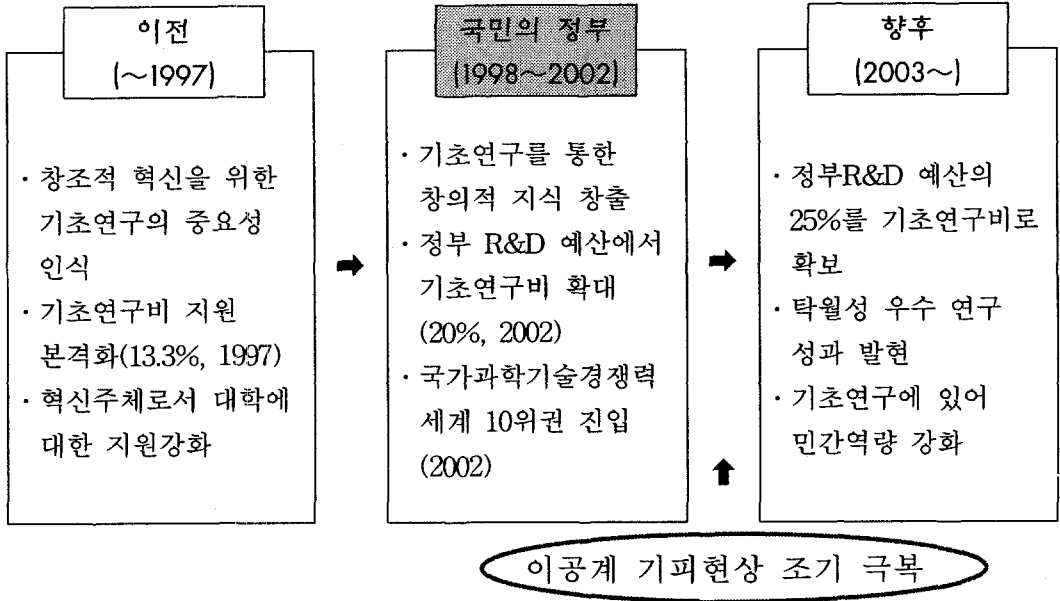 이전
(～1997)
· 창조적 혁신을 위한
기초연구의 중요성
인식
· 기초연구비 지원
본격화(13.3%, 1997)
· 혁신주체로서 대학에
대한 지원강화
국민의 정부
(1998～2002)
· 기초연구를 통한
창의적 지식 창출
· 정부 R&D 예산에서
기초연구비 확대
(20%, 2002)
· 국가과학기술경쟁력
세계 10위권 진입
(2002)
향후
(2003～)
· 정부R&D 예산의
25%를 기초연구비로
확보
· 탁월성 우수 연구
성과 발현
· 기초연구에 있어
민간역량 강화
이공계 기피현상 조기 극복